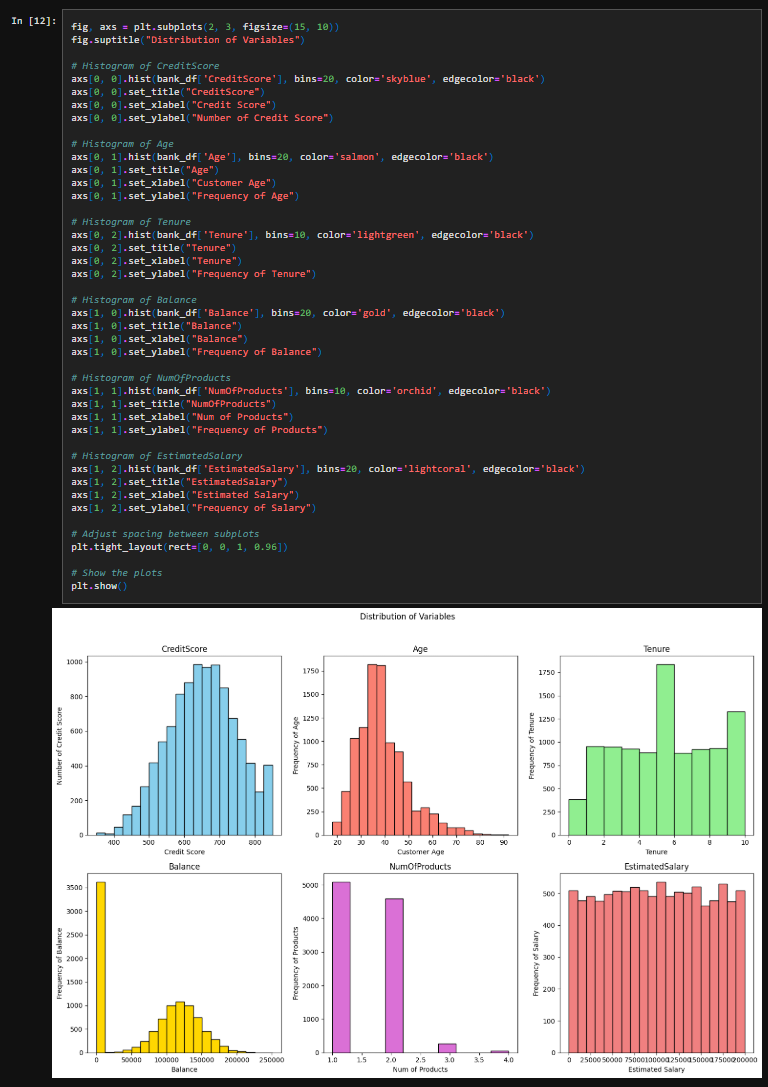 In [12]:
fig, axs = plt.subplots(2, 3, figsize=(15, 10))
fig.suptitle("Distribution of Variables")
# Histogram of CreditScore
axs[0, 0].hist(bank_df['CreditScore'], bins=20, color='skyblue', edgecolor='black')
axs[0, 0].set_title("CreditScore")
axs[0, 0].set_xlabel("Credit Score")
axs[0, 0].set_ylabel("Number of Credit Score")
# Histogram of Age
axs[0, 1].hist(bank_df['Age'], bins=20, color='salmon', edgecolor='black')
axs[0, 1].set_title("Age")
axs[0, 1].set_xlabel("Customer Age")
axs[0, 1].set_ylabel("Frequency of Age")
# Histogram of Tenure
axs[0, 2].hist(bank_df['Tenure'], bins=10, color='lightgreen', edgecolor='black')
axs[0, 2].set_title("Tenure")
axs[0, 2].set_xlabel("Tenure")
axs[0, 2].set_ylabel("Frequency of Tenure")
# Histogram of Balance
axs[1, 0].hist(bank_df['Balance'], bins=20, color='gold', edgecolor='black')
axs[1, 0].set_title("Balance")
axs[1, 0].set_xlabel("Balance")
axs[1, 0].set_ylabel("Frequency of Balance")
# Histogram of NumOfProducts
axs[1, 1].hist(bank_df['NumOfProducts'], bins=10, color='orchid', edgecolor='black')
axs[1, 1].set_title("NumOfProducts")
axs[1, 1].set_xlabel("Num of Products")
axs[1, 1].set_ylabel("Frequency of Products")
# Histogram of EstimatedSalary
axs[1, 2].hist(bank_df['EstimatedSalary'], bins=20, color='lightcoral', edgecolor='black')
axs[1, 2].set_title("EstimatedSalary")
axs[1, 2].set_xlabel("Estimated Salary")
axs[1, 2].set_ylabel("Frequency of Salary")
# Adjust spacing between subplots
plt.tight_layout(rect=[0, 0, 1, 0.96])
# Show the plots
plt.show()
Distribution of Variables
CreditScore
Number of Credit Score
1000
800
600
400
200
0
400 500 600 700 800
Credit Score
Age
Frequency of Age
1750
1500
1250
1000
750
500
250
0
20 30 40 50 60 70 80 90
Customer Age
Tenure
Frequency of Tenure
1750
1500
1250
1000
750
500
250
0
0 2 4 6 8 10
Tenure
Balance
Frequency of Balance
3500
3000
2500
2000
1500
1000
500
0
0 50000 100000 150000 200000 250000
Balance
NumOfProducts
Frequency of Products
5000
4000
3000
2000
1000
0
1.0 1.5 2.0 2.5 3.0 3.5 4.0
Num of Products
EstimatedSalary
Frequency of Salary
500
400
300
200
100
0
0 25000 50000 75000 100000 125000 150000 175000 200000
Estimated Salary